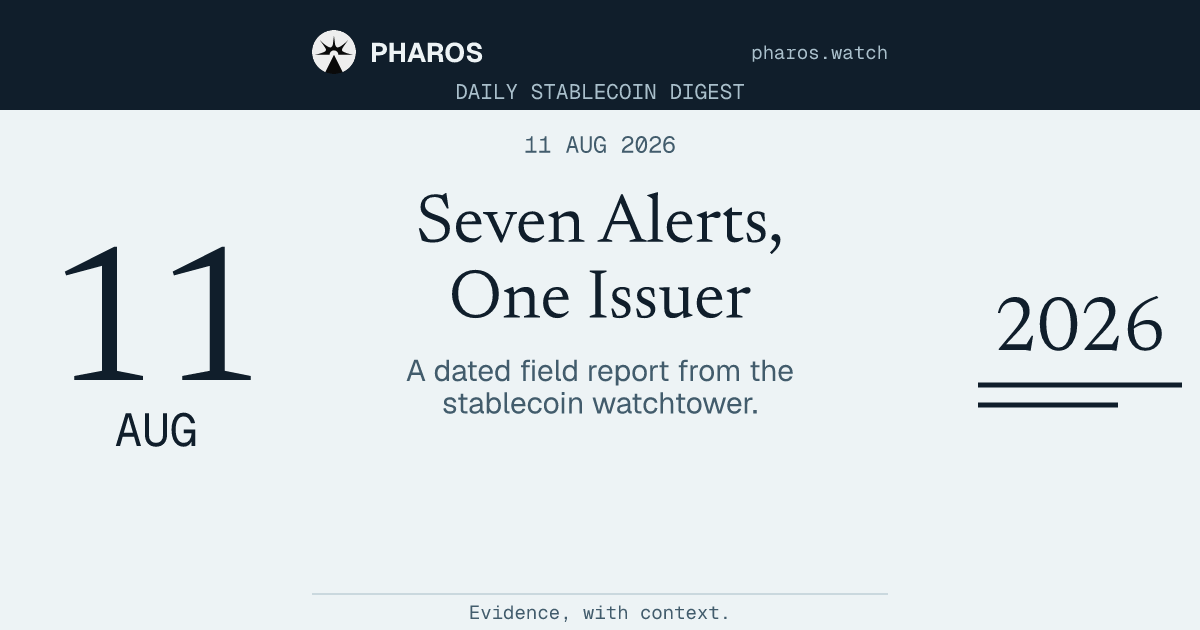 PHAROS
pharos.watch
DAILY STABLECOIN DIGEST
11 AUG 2026
Seven Alerts,
One Issuer
A dated field report from the
stablecoin watchtower.
11
AUG
2026
Evidence, with context.